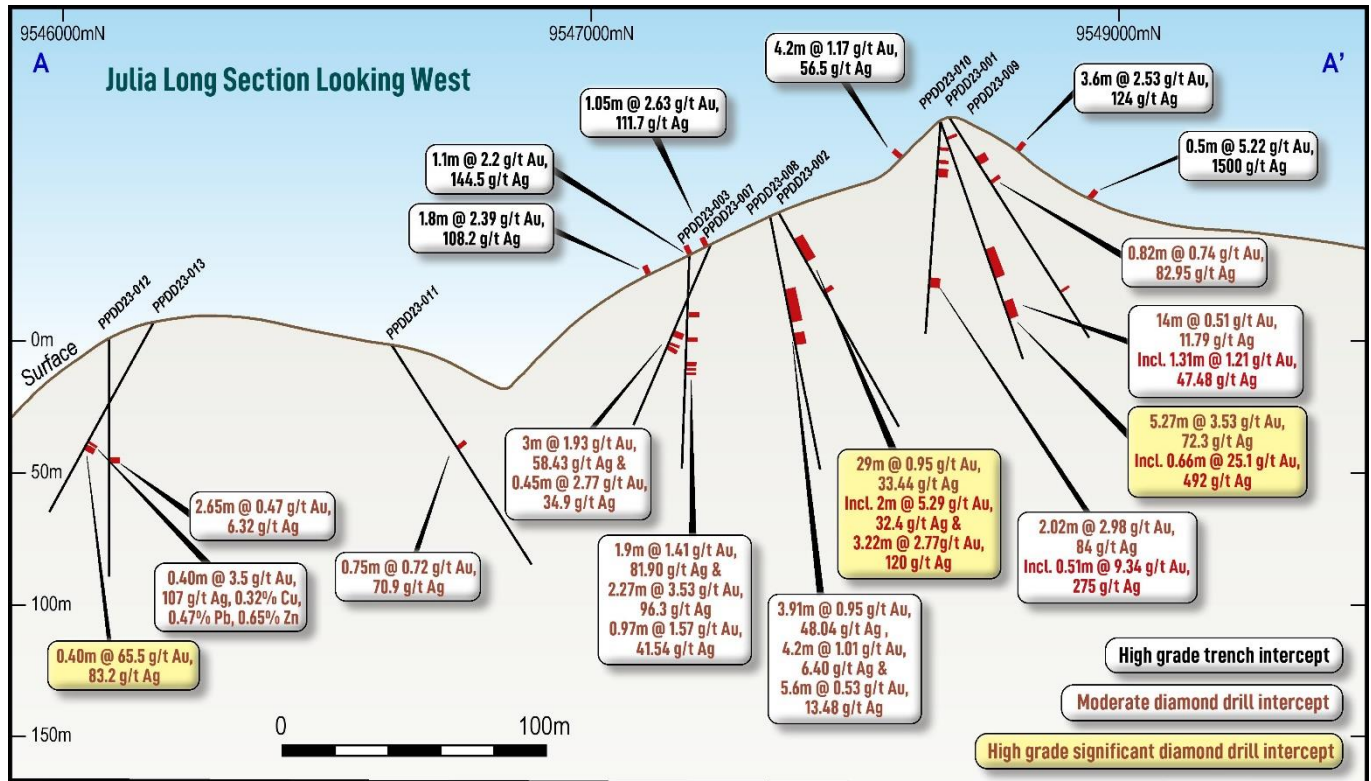 9546000mN
9547000mN
9549000mN
A
A'
Julia Long Section Looking West
4.2m @ 1.17 g/t Au,
56.5 g/t Ag
PPDD23-010
PPDD23-001
PPDD23-009
3.6m @ 2.53 g/t Au,
124 g/t Ag
1.05m @ 2.63 g/t Au,
111.7 g/t Ag
0.5m @ 5.22 g/t Au,
1500 g/t Ag
1.1m @ 2.2 g/t Au,
144.5 g/t Ag
1.8m @ 2.39 g/t Au,
108.2 g/t Ag
PPDD23-003
PPDD23-007
PPDD23-008
PPDD23-002
PPDD23-012
PPDD23-013
PPDD23-011
0.82m @ 0.74 g/t Au,
82.95 g/t Ag
0m
Surface
14m @ 0.51 g/t Au,
11.79 g/t Ag
Incl. 1.31m @ 1.21 g/t Au,
47.48 g/t Ag
5.27m @ 3.53 g/t Au,
72.3 g/t Ag
Incl. 0.66m @ 25.1 g/t Au,
492 g/t Ag
3m @ 1.93 g/t Au,
58.43 g/t Ag &
0.45m @ 2.77 g/t Au,
34.9 g/t Ag
29m @ 0.95 g/t Au,
33.44 g/t Ag
Incl. 2m @ 5.29 g/t Au,
32.4 g/t Ag &
3.22m @ 2.77g/t Au,
120 g/t Ag
50m
2.65m @ 0.47 g/t Au,
6.32 g/t Ag
2.02m @ 2.98 g/t Au,
84 g/t Ag
Incl. 0.51m @ 9.34 g/t Au,
275 g/t Ag
1.9m @ 1.41 g/t Au,
81.90 g/t Ag &
2.27m @ 3.53 g/t Au,
96.3 g/t Ag
0.97m @ 1.57 g/t Au,
41.54 g/t Ag
0.75m @ 0.72 g/t Au,
70.9 g/t Ag
0.40m @ 3.5 g/t Au,
107 g/t Ag, 0.32% Cu,
0.47% Pb, 0.65% Zn
100m
3.91m @ 0.95 g/t Au,
48.04 g/t Ag ,
4.2m @ 1.01 g/t Au,
6.40 g/t Ag &
5.6m @ 0.53 g/t Au,
13.48 g/t Ag
0.40m @ 65.5 g/t Au,
83.2 g/t Ag
High grade trench intercept
Moderate diamond drill intercept
High grade significant diamond drill intercept
0
100m
150m